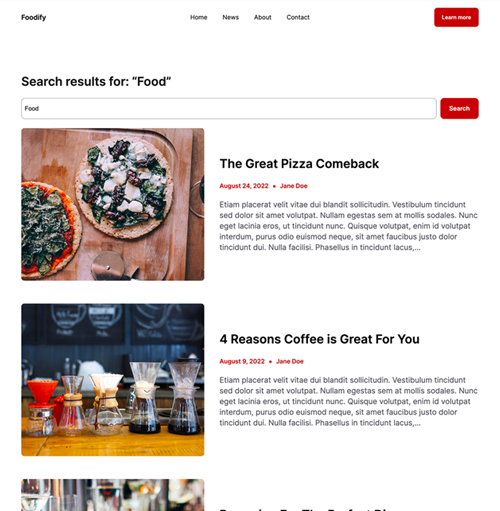 Foodify
Home
News
About
Contact
Learn more
Search results for: “Food”
Food
Search
The Great Pizza Comeback
August 24, 2022 • Jane Doe
Etiam placerat velit vitae dui blandit sollicitudin. Vestibulum tincidunt
sed dolor sit amet volutpat. Nullam egestas sem at mollis sodales. Nunc
eget lacinia eros, ut tincidunt nunc. Quisque volutpat, enim id volutpat
interdum, purus odio euismod neque, sit amet faucibus justo dolor
tincidunt dui. Nulla facilisi. Phasellus in tincidunt lacus,...
4 Reasons Coffee is Great For You
August 9, 2022 • Jane Doe
Etiam placerat velit vitae dui blandit sollicitudin. Vestibulum tincidunt
sed dolor sit amet volutpat. Nullam egestas sem at mollis sodales. Nunc
eget lacinia eros, ut tincidunt nunc. Quisque volutpat, enim id volutpat
interdum, purus odio euismod neque, sit amet faucibus justo dolor
tincidunt dui. Nulla facilisi. Phasellus in tincidunt lacus,...